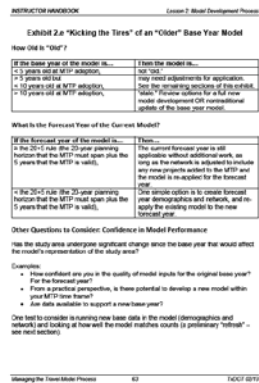 INSTRUCTOR HANDBOOK Lesson 2: Model Development Process
Exhibit 2.e "Kicking the Tires" of an "Older" Base Year Model
How Old Is "Old"?
If the base year of the model is… Then the model is…
< 5 years old at MTP adoption, not "old."
> 5 years old but may need adjustments for application.
< 10 years old at MTP adoption, See the remaining sections of this exhibit.
> 10 years old at MTP adoption, "stale." Review options for a full new
model development OR nontraditional
update of the base year model.
What Is the Forecast Year of the Current Model?
If the forecast year of the model is… Then…
the 20+5 rule (the 20-year planning The current forecast year is still
horizon that the MTP must span plus the applicable without additional work, as
5 years that the MTP is valid), long as the network is adjusted to include
any new projects added to the MTP and
the model is re-applied for the forecast
year.
< the 20+5 rule (the 20-year planning One simple option is to create forecast
horizon that the MTP must span plus the year demographics and network, and re-
5 years that the MTP is valid), apply the existing model to the new
forecast year.
Other Questions to Consider: Confidence in Model Performance
Has the study area undergone significant change since the base year that would affect
the model's representation of the study area?
Examples:
• How confident are you in the quality of model inputs for the original base year?
For the forecast year?
• From a practical perspective, is there potential to develop a new model within
your MTP time frame?
• Are data available to support a new base year?
One test to consider is running new base data in the model (demographics and
network) and looking at how well the model matches counts (a preliminary "refresh" –
see next section).
Managing the Travel Model Process 63 TxDOT 02/13